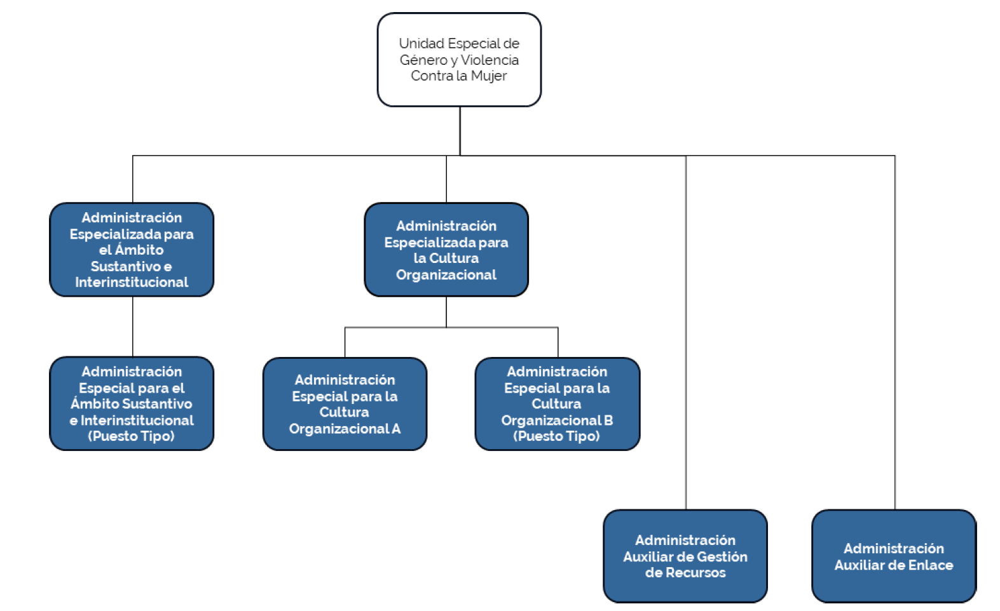 Unidad Especial de
Género y Violencia
Contra la Mujer
Administración
Especializada para
el Ámbito
Sustantivo e
Interinstitucional
Administración
Especializada para
la Cultura
Organizacional
Administración
Especial para el
Ámbito Sustantivo
e Interinstitucional
(Puesto Tipo)
Administración
Especial para la
Cultura
Organizacional A
Administración
Especial para la
Cultura
Organizacional B
(Puesto Tipo)
Administración
Auxiliar de Gestión
de Recursos
Administración
Auxiliar de Enlace